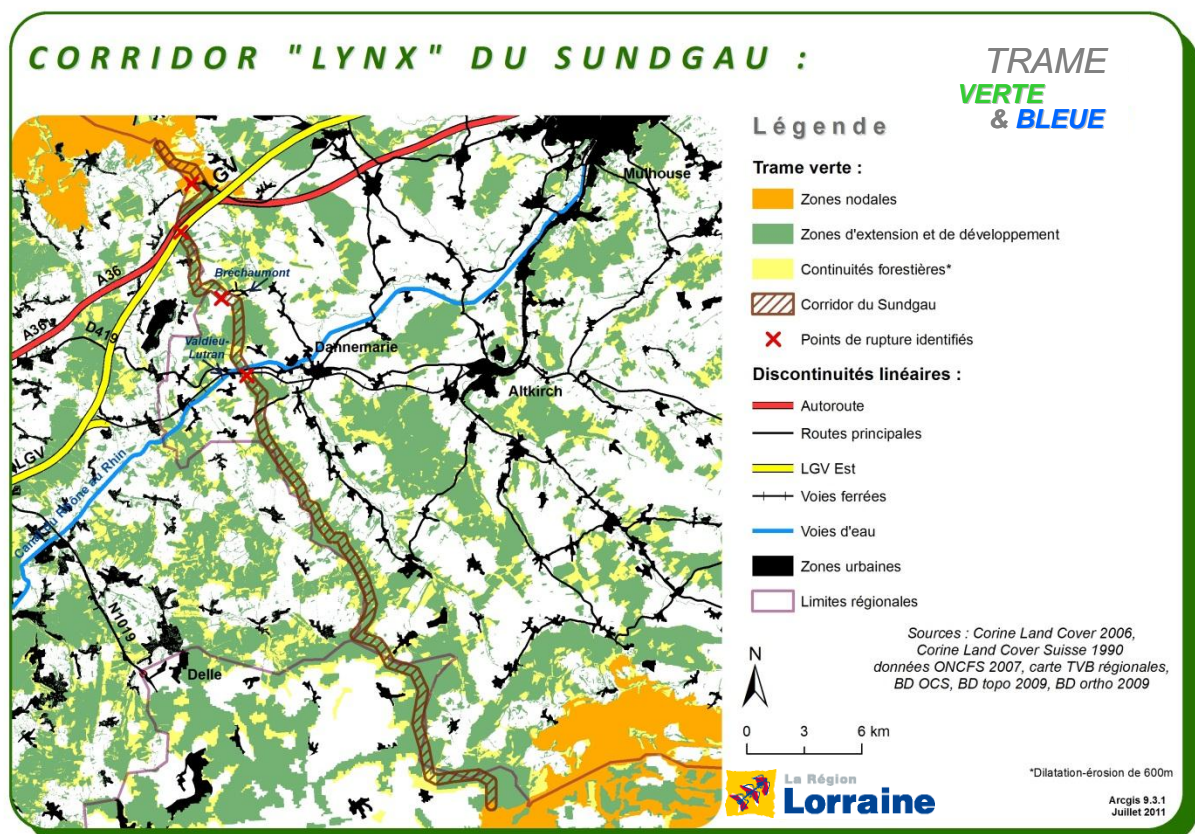 CORRIDOR "LYNX" DU SUNDGAU :
TRAME
VERTE
& BLEUE
LGV
Mulhouse
A36
Bréchaumont
A36
D419
Valdieu-
Lutran
Dannemarie
Altkirch
LGV
Canal du Rhône au Rhin
N1019
Delle
Légende
Trame verte :
Zones nodales
Zones d'extension et de développement
Continuités forestières*
Corridor du Sundgau
Points de rupture identifiés
Discontinuités linéaires :
Autoroute
Routes principales
LGV Est
Voies ferrées
Voies d'eau
Zones urbaines
Limites régionales
Sources : Corine Land Cover 2006,
Corine Land Cover Suisse 1990
données ONCFS 2007, carte TVB régionales,
BD OCS, BD topo 2009, BD ortho 2009
N
0 3 6 km
*Dilatation-érosion de 600m
La Région
Lorraine
Arcgis 9.3.1
Juillet 2011